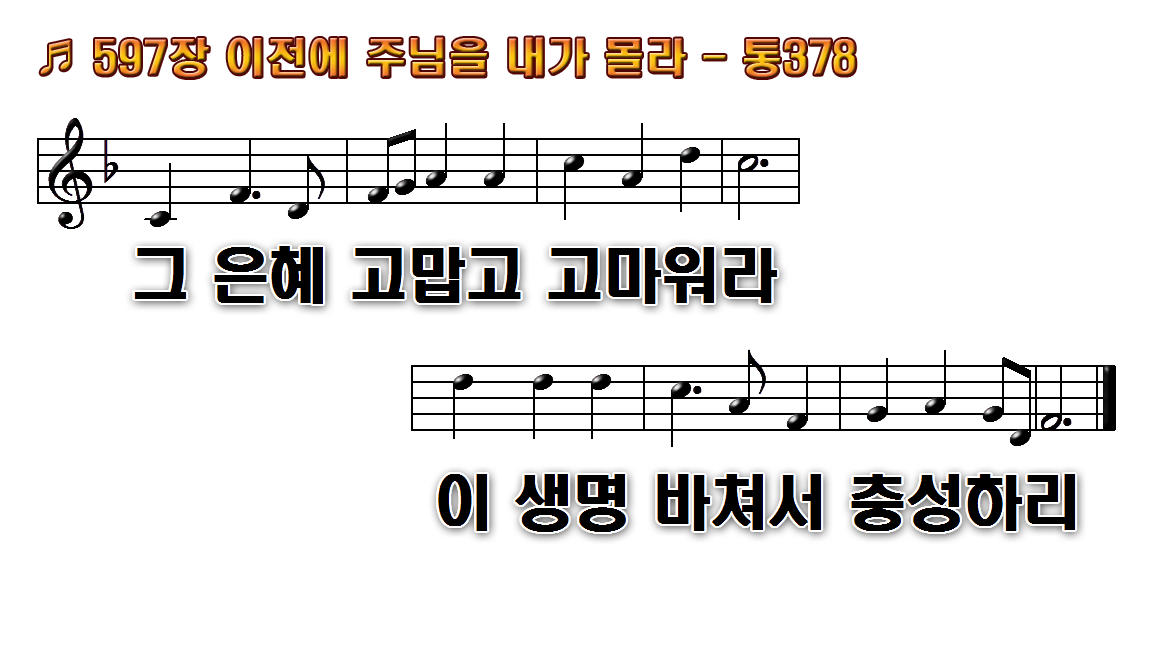 ♬ 597장 이전에 주님을 내가 몰라 - 통378
그 은혜 고맙고 고마워라
이 생명 바쳐서 충성하리